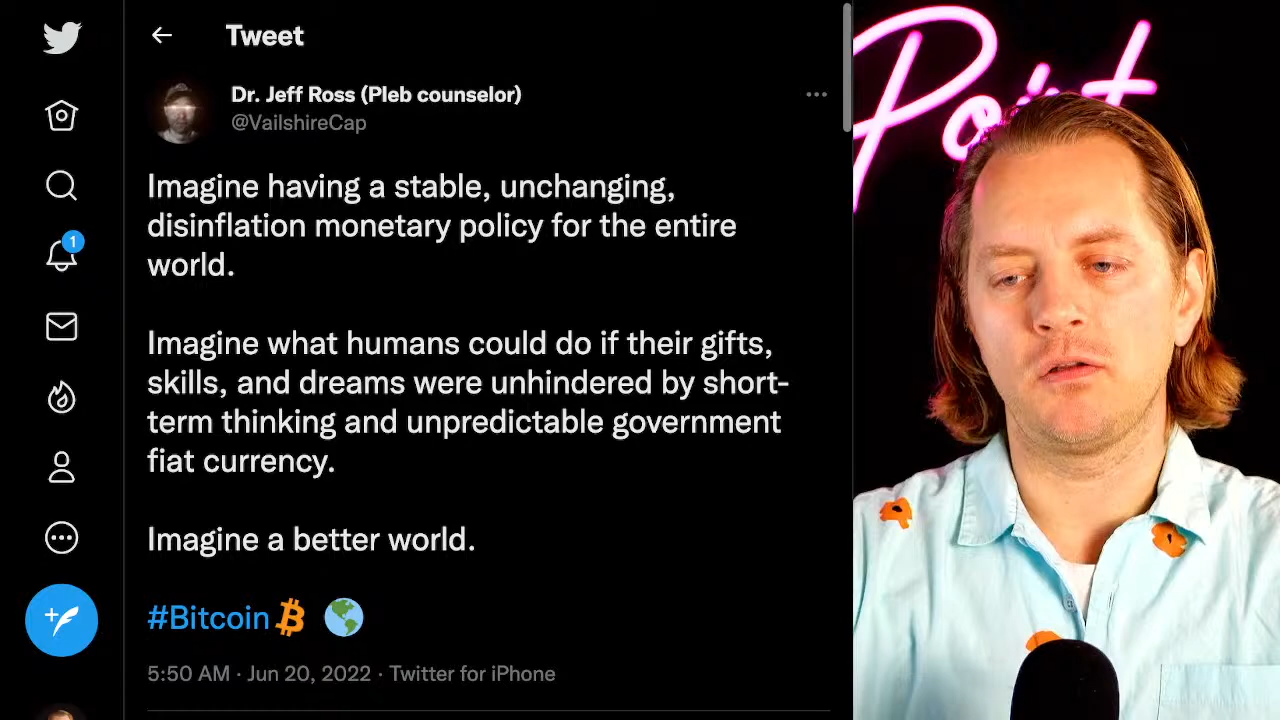 Tweet
Dr. Jeff Ross (Pleb counselor)
@VailshireCap
Imagine having a stable, unchanging,
disinflation monetary policy for the entire
world.
Imagine what humans could do if their gifts,
skills, and dreams were unhindered by short-
term thinking and unpredictable government
fiat currency.
Imagine a better world.
#Bitcoin
5:50 AM · Jun 20, 2022 · Twitter for iPhone
1
Point